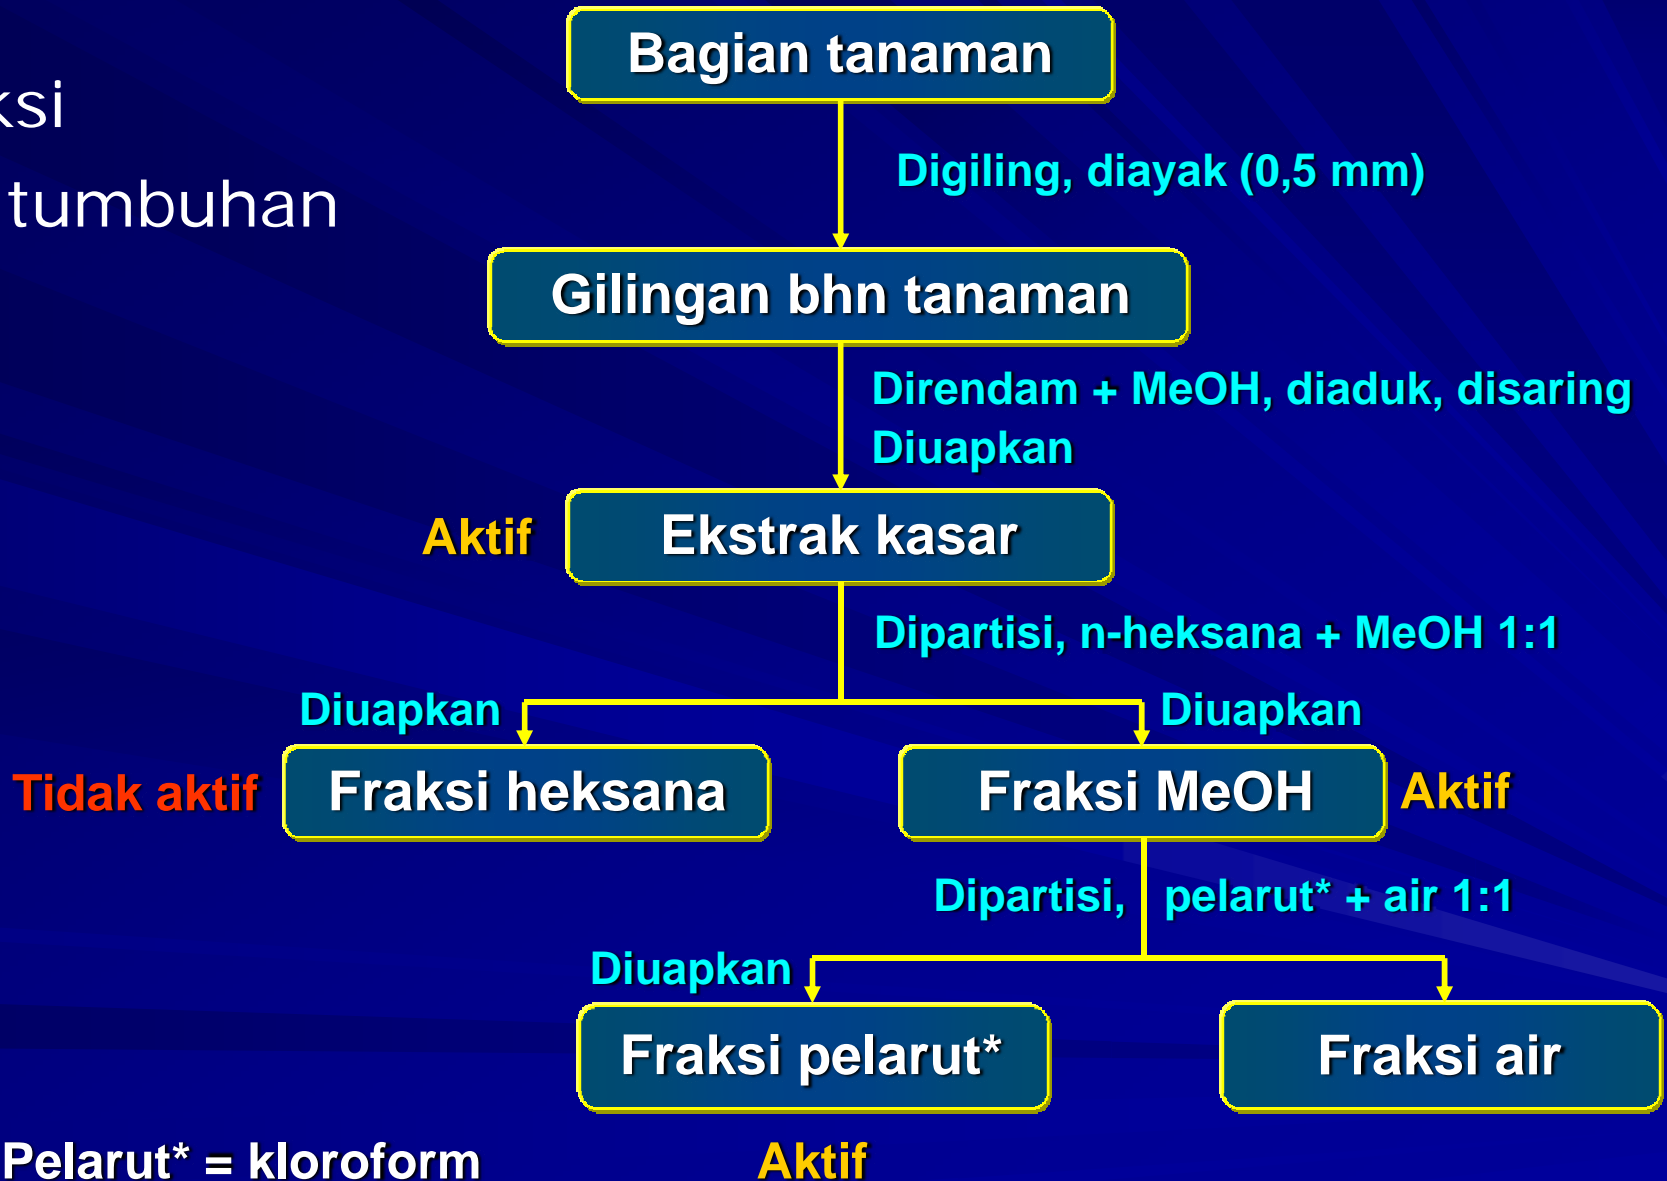 Bagian tanaman
ksi
Digiling, diayak (0,5 mm)
tumbuhan
Gilingan bhn tanaman
Direndam + MeOH, diaduk, disaring
Diuapkan
Aktif
Ekstrak kasar
Dipartisi, n-heksana + MeOH 1:1
Diuapkan
Diuapkan
Tidak aktif
Fraksi heksana
Fraksi MeOH
Aktif
Dipartisi, pelarut* + air 1:1
Diuapkan
Fraksi pelarut*
Fraksi air
Pelarut* = kloroform
Aktif